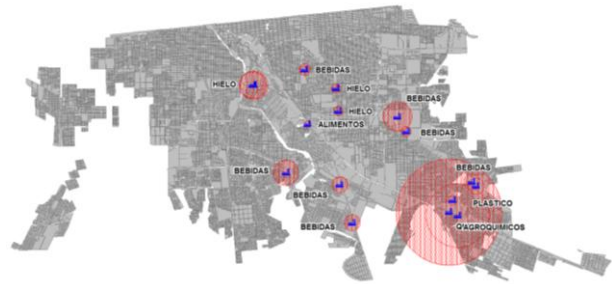 BEBIDAS
HIELO
HIELO
BEBIDAS
HIELO
ALIMENTOS
BEBIDAS
BEBIDAS
BEBIDAS
BEBIDAS
PLASTICO
BEBIDAS
Q'AGROQUIMICOS